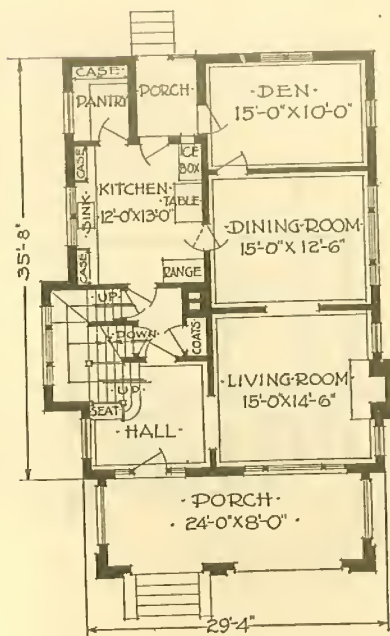 CASE
PANTRY
PORCH
·DEN·
15'-0"X10'-0"
CASE
KITCHEN
12'-0"X13'-0"
ICE
BOX
TABLE
SINK
CASE
RANGE
·DINING·ROOM·
15'-0"X12'-6"
35'-8"
UP
DOWN
COATS
UP
SEAT
·HALL·
·LIVING·ROOM·
15'-0"X14'-6"
·PORCH·
·24'-0"X8'-0"·
29'-4"